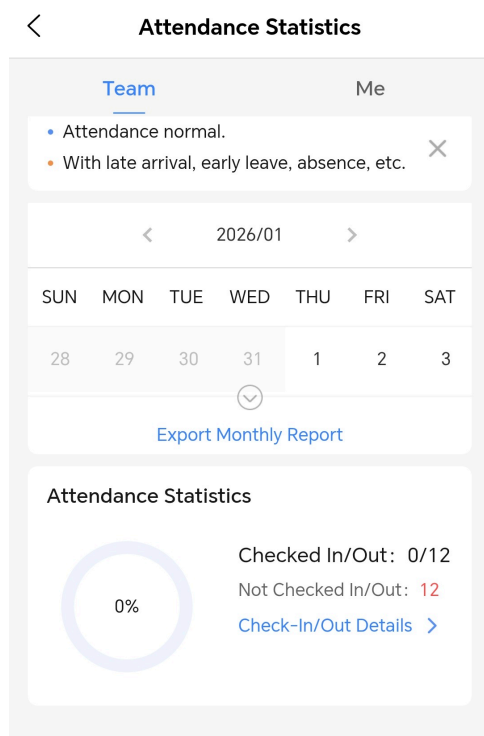 Attendance Statistics
Team Me
Attendance normal.
With late arrival, early leave, absence, etc.
2026/01
SUN MON TUE WED THU FRI SAT
28 29 30 31 1 2 3
Export Monthly Report
Attendance Statistics
0%
Checked In/Out: 0/12
Not Checked In/Out: 12
Check-In/Out Details